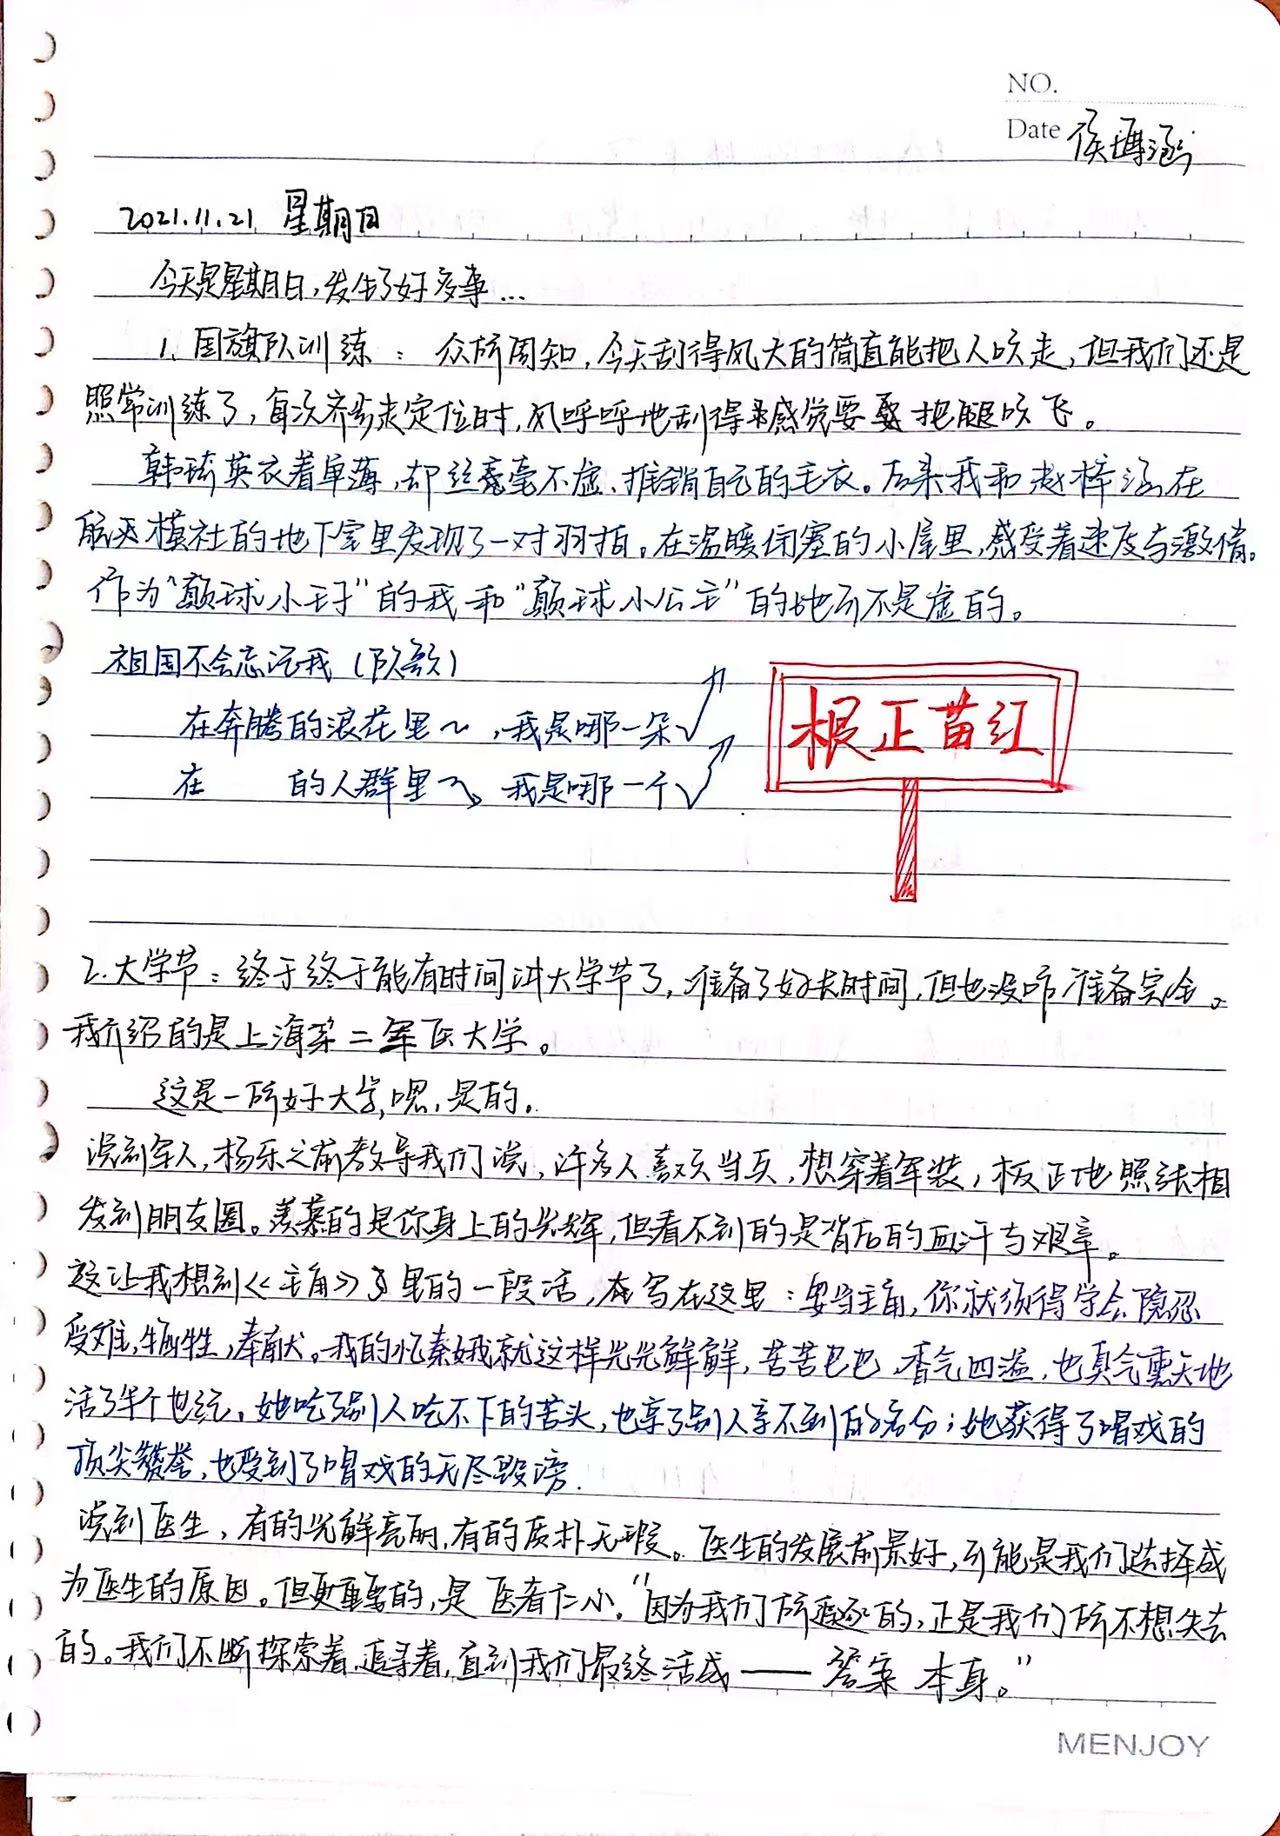 NO.
Date 侯博涵
2021.11.21 星期日
今天是星期日,发生了好多事...
1. 国旗队训练: 众所周知,今天刮得风大的简直能把人吹走,但我们还是
照常训练了,每次齐步走定位时,风呼呼地刮得感觉要把腿吹飞。
韩琦英衣着单薄,却丝毫不虚、推销自己的毛衣。后来我和赵梓涵在
航天模社的地下室里发现了一对羽拍。在温暖闭塞的小屋里,感受着速度与激情。
作为“颠球小王子”的我和“颠球小公主”的她可不是虚的。
祖国不会忘记我(队歌)
在奔腾的浪花里~,我是哪一朵
在 的人群里~。我是哪一个
根正苗红
2.大学节:终于终于能有时间讲大学节了,准备了好长时间,但也没咋准备完全。
我介绍的是上海第二军医大学。
这是一所好大学,嗯,是的。
说到军人,杨乐之前教导我们说,许多人喜欢当兵,想穿着军装,板正地照张相
发到朋友圈。羡慕的是你身上的光辉,但看不到的是背后的血汗与艰辛。
这让我想到《主角》里的一段话,在写在这里:要当主角,你就须得学会隐忍
受难,牺牲,奉献。我的忆秦娥就这样光光鲜鲜,苦苦巴巴,香气四溢,也臭气熏天地
活了半个世纪。她吃了别人吃不下的苦头,也享了别人享不到的名分;她获得了唱戏的
顶尖赞誉,也受到了唱戏的无尽毁谤.
说到医生,有的光鲜亮丽,有的质朴无瑕。医生的发展前景好,可能是我们选择成
为医生的原因。但更重要的,是医者仁心。“因为我们所追逐的,正是我们所不想失去
的。我们不断探索着,追寻着,直到我们最终活成——答案本身。”
MENJOY